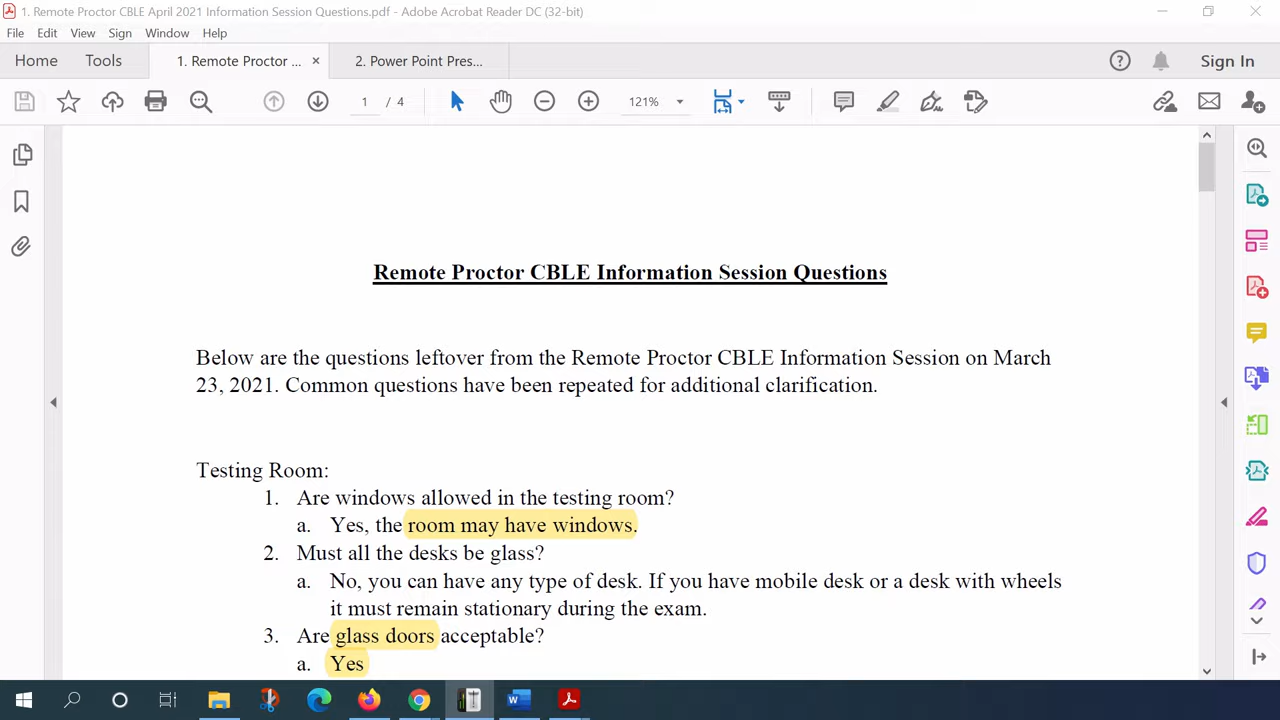 1. Remote Proctor CBLE April 2021 Information Session Questions.pdf - Adobe Acrobat Reader DC (32-bit)
File Edit View Sign Window Help
Home Tools 1. Remote Proctor ... × 2. Power Point Pres... Sign In
1 / 4 121%
Remote Proctor CBLE Information Session Questions
Below are the questions leftover from the Remote Proctor CBLE Information Session on March
23, 2021. Common questions have been repeated for additional clarification.
Testing Room:
1. Are windows allowed in the testing room?
a. Yes, the room may have windows.
2. Must all the desks be glass?
a. No, you can have any type of desk. If you have mobile desk or a desk with wheels
it must remain stationary during the exam.
3. Are glass doors acceptable?
a. Yes